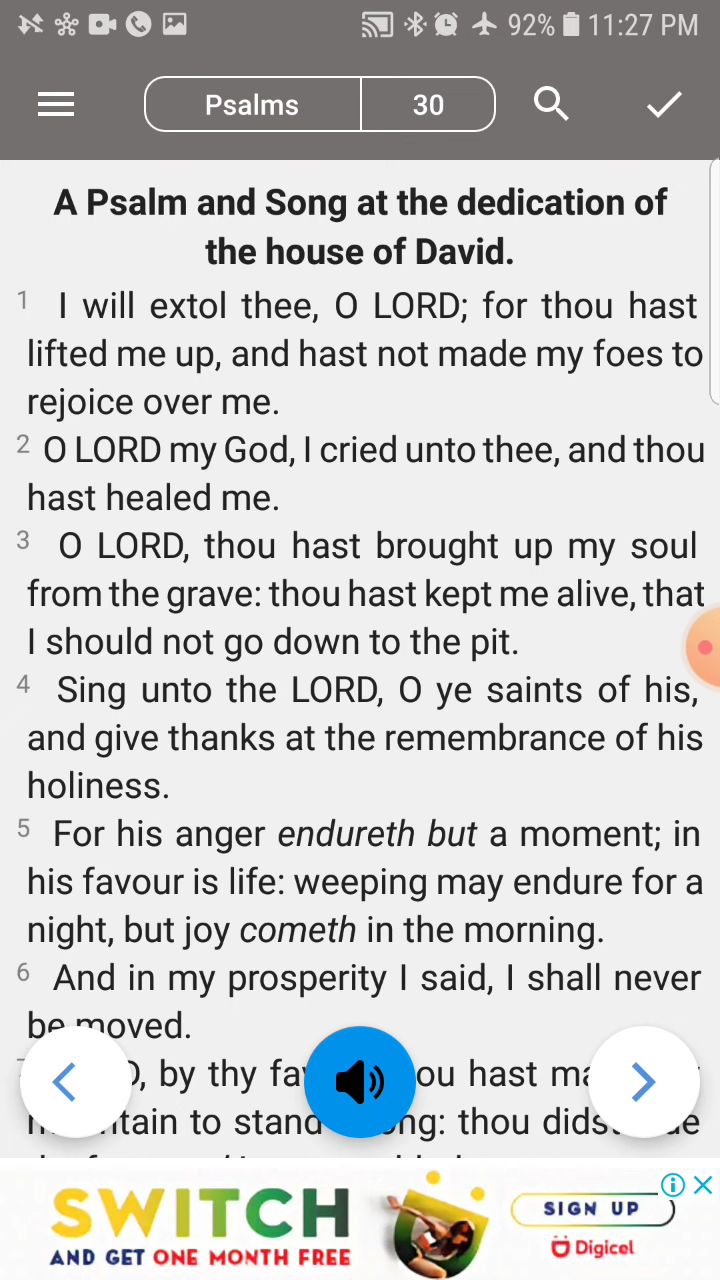 92% 11:27 PM
Psalms 30
A Psalm and Song at the dedication of
the house of David.
1 I will extol thee, O LORD; for thou hast
lifted me up, and hast not made my foes to
rejoice over me.
2 O LORD my God, I cried unto thee, and thou
hast healed me.
3 O LORD, thou hast brought up my soul
from the grave: thou hast kept me alive, that
I should not go down to the pit.
4 Sing unto the LORD, O ye saints of his,
and give thanks at the remembrance of his
holiness.
5 For his anger endureth but a moment; in
his favour is life: weeping may endure for a
night, but joy cometh in the morning.
6 And in my prosperity I said, I shall never
be moved.
by thy hast
to stand thou
SWITCH
AND GET ONE MONTH FREE
SIGN UP
Digicel